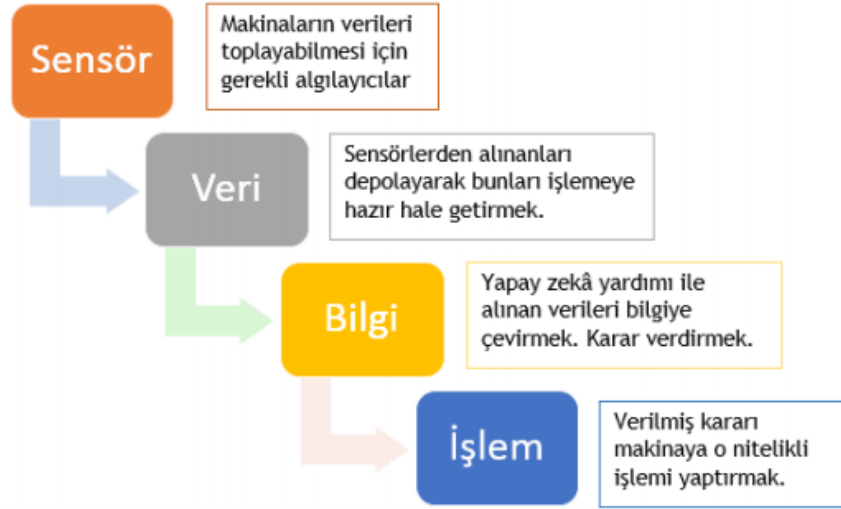 Sensör
Makinaların verileri
toplayabilmesi için
gerekli algılayıcılar
Veri
Sensörlerden alınanları
depolayarak bunları işlemeye
hazır hale getirmek.
Bilgi
Yapay zekâ yardımı ile
alınan verileri bilgiye
çevirmek. Karar verdirmek.
İşlem
Verilmiş kararı
makinaya o nitelikli
işlemi yaptırmak.